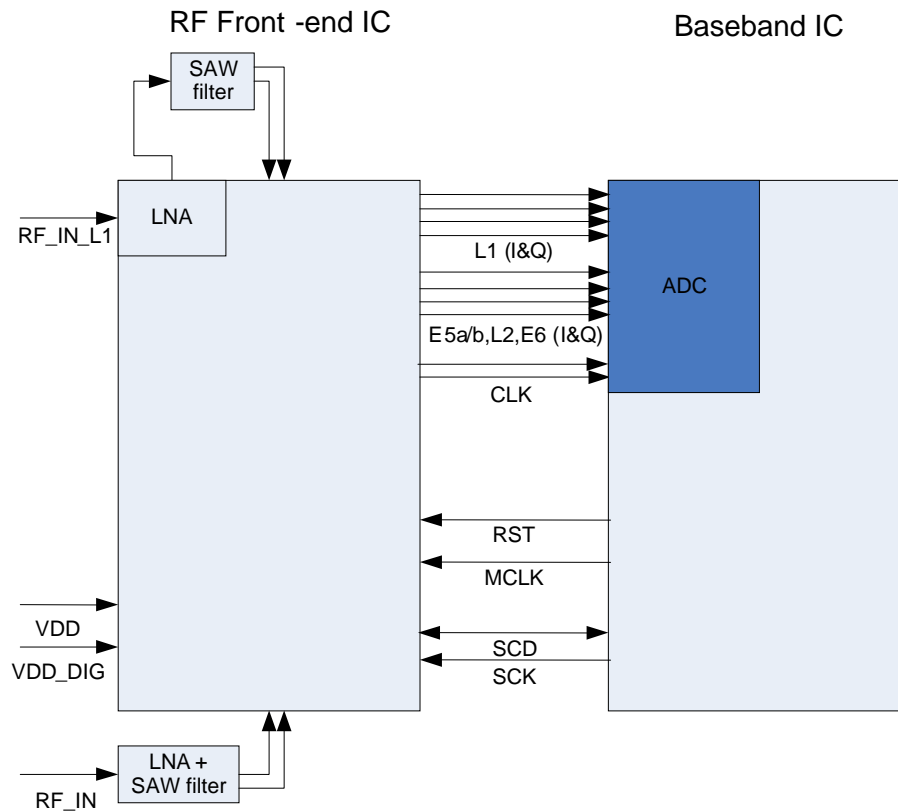 RF Front -end IC
Baseband IC
SAW
filter
LNA
RF_IN_L1
L1 (I&Q)
ADC
E5a/b,L2,E6 (I&Q)
CLK
RST
MCLK
VDD
SCD
VDD_DIG
SCK
LNA +
SAW filter
RF_IN